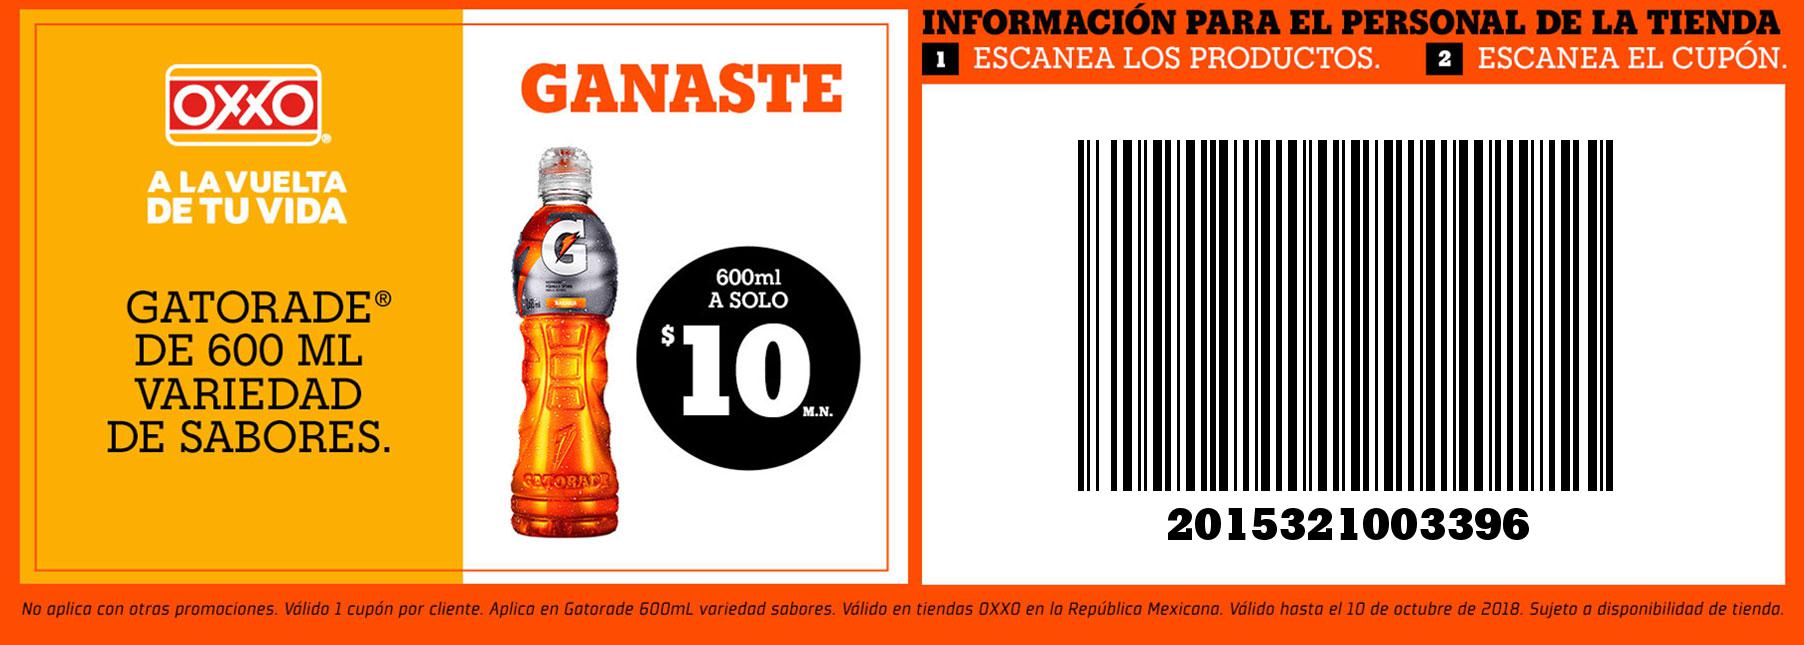 OXXO®
A LA VUELTA
DE TU VIDA
GATORADE®
DE 600 ML
VARIEDAD
DE SABORES.
GANASTE
G
GATORADE
600ml
A SOLO
$10 M.N.
INFORMACIÓN PARA EL PERSONAL DE LA TIENDA
1 ESCANEA LOS PRODUCTOS. 2 ESCANEA EL CUPÓN.
2015321003396
No aplica con otras promociones. Válido 1 cupón por cliente. Aplica en Gatorade 600mL variedad sabores. Válido en tiendas OXXO en la República Mexicana. Válido hasta el 10 de octubre de 2018. Sujeto a disponibilidad de tienda.